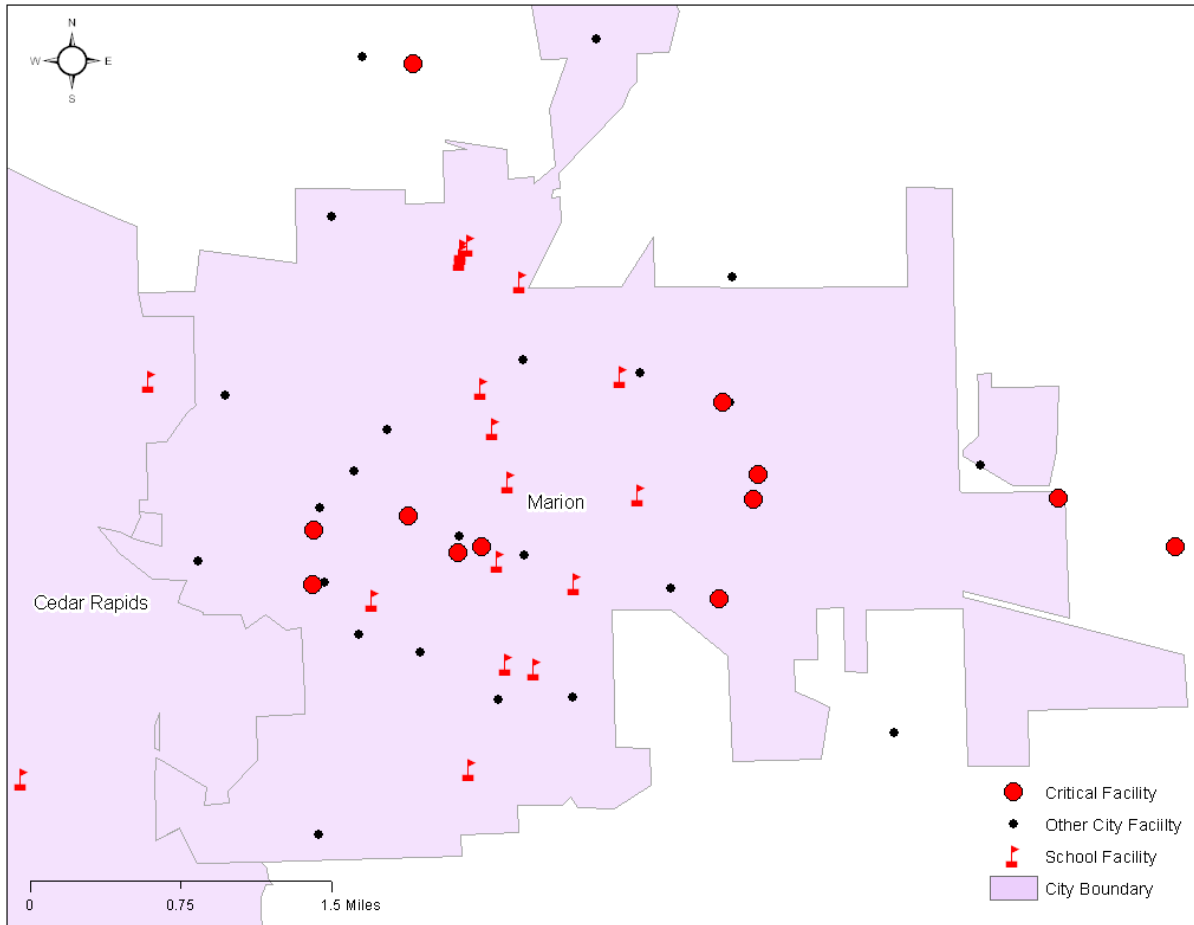 N
W
E
S
Marion
Cedar Rapids
Critical Facility
Other City Faciilty
School Facility
City Boundary
0
0.75
1.5 Miles